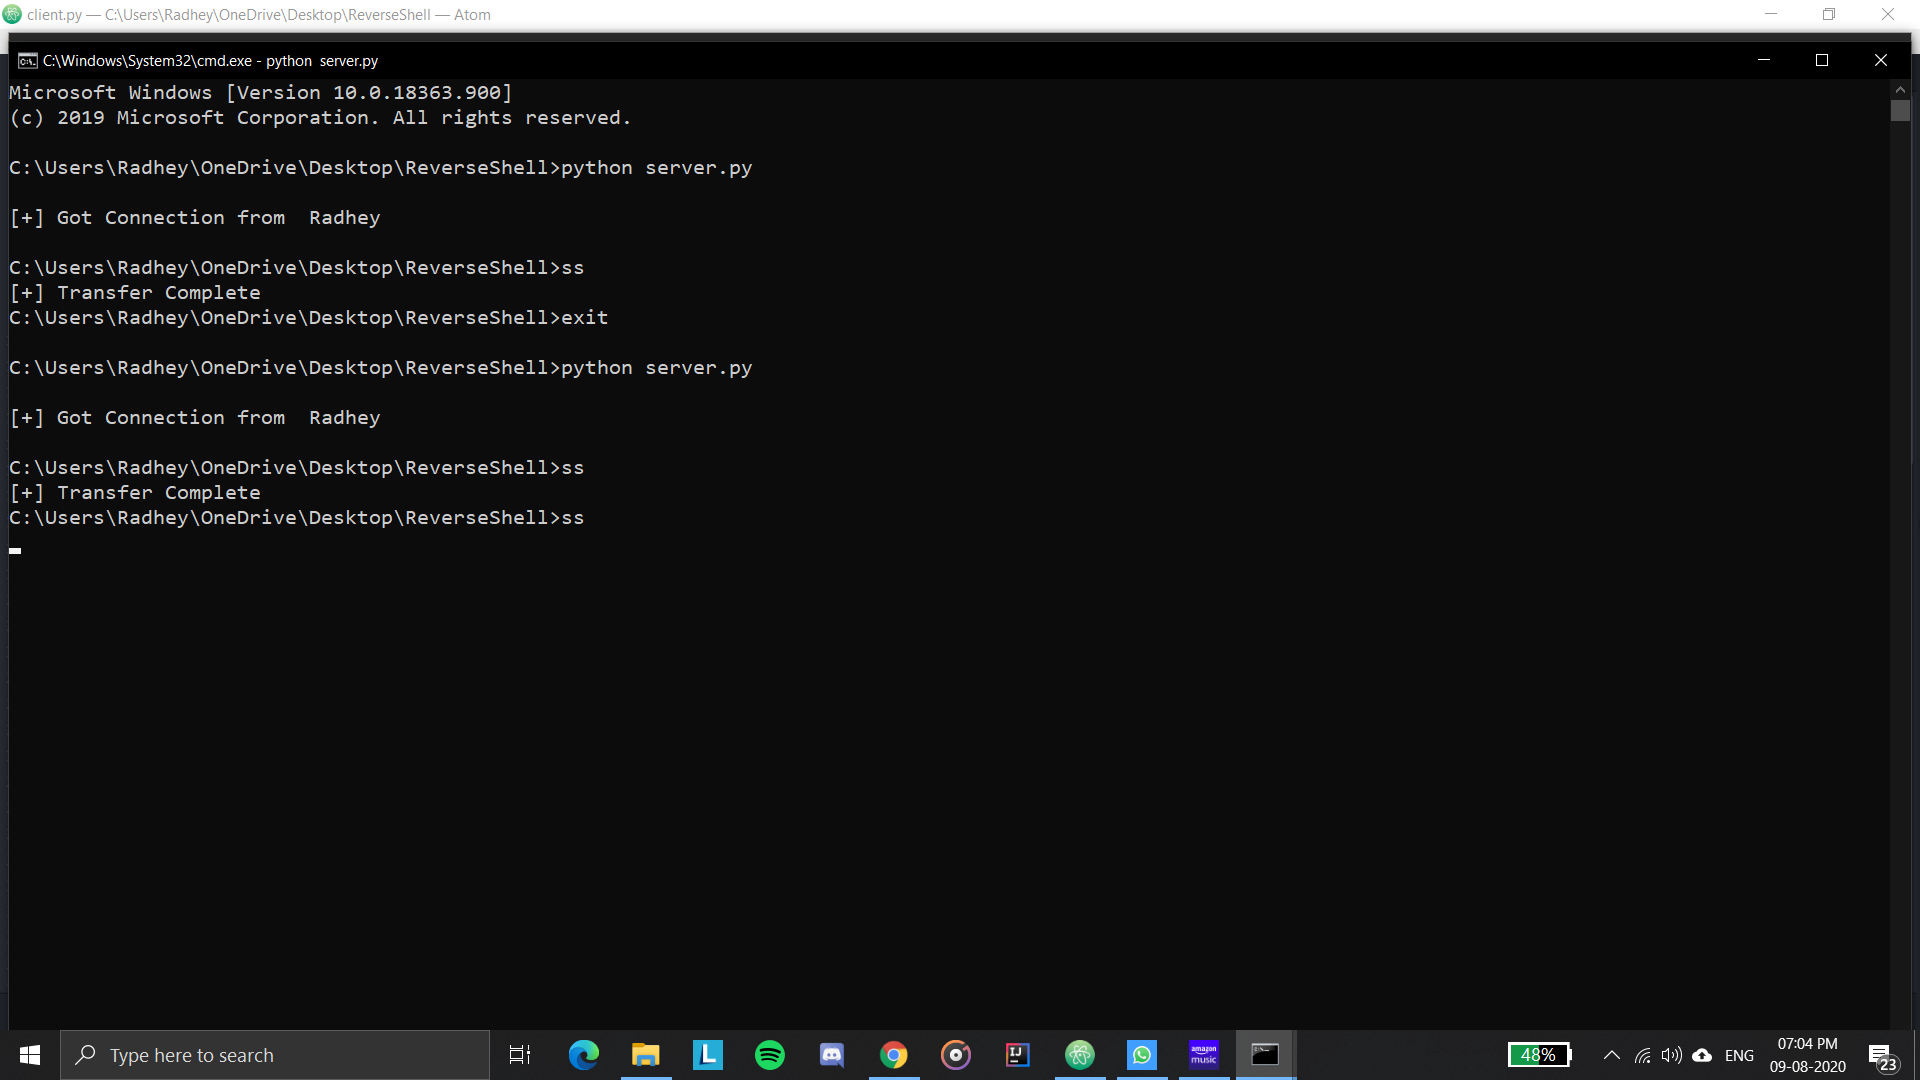 client.py — C:\Users\Radhey\OneDrive\Desktop\ReverseShell — Atom
C:\Windows\System32\cmd.exe - python  server.py
Microsoft Windows [Version 10.0.18363.900]
(c) 2019 Microsoft Corporation. All rights reserved.
C:\Users\Radhey\OneDrive\Desktop\ReverseShell>python server.py
[+] Got Connection from  Radhey
C:\Users\Radhey\OneDrive\Desktop\ReverseShell>ss
[+] Transfer Complete
C:\Users\Radhey\OneDrive\Desktop\ReverseShell>exit
C:\Users\Radhey\OneDrive\Desktop\ReverseShell>python server.py
[+] Got Connection from  Radhey
C:\Users\Radhey\OneDrive\Desktop\ReverseShell>ss
[+] Transfer Complete
C:\Users\Radhey\OneDrive\Desktop\ReverseShell>ss
Type here to search
L
IJ
amazon
music
48%
ENG
07:04 PM
09-08-2020
23